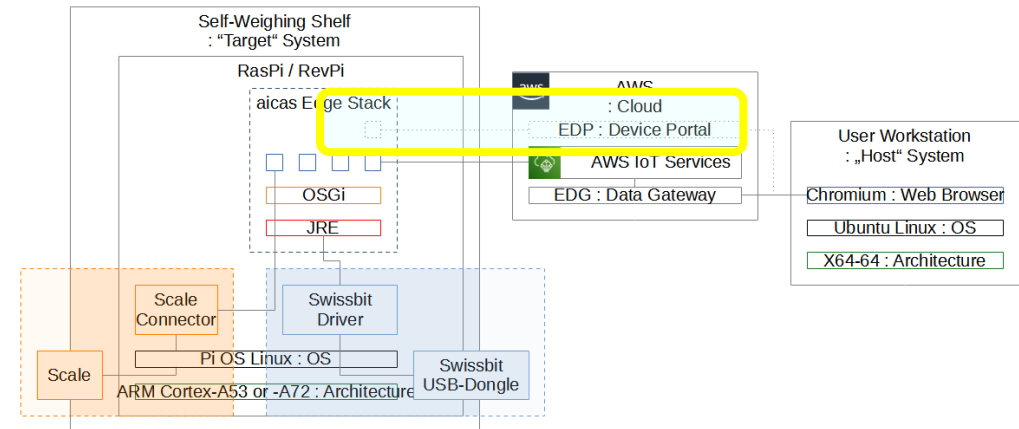 Self-Weighing Shelf
: “Target“ System
RasPi / RevPi
aicas Edge Stack
OSGi
JRE
Scale
Connector
Swissbit
Driver
Pi OS Linux : OS
Scale
Swissbit
USB-Dongle
ARM Cortex-A53 or -A72 : Architecture
aws
AWS
: Cloud
EDP : Device Portal
AWS IoT Services
EDG : Data Gateway
User Workstation
: „Host“ System
Chromium : Web Browser
Ubuntu Linux : OS
X64-64 : Architecture